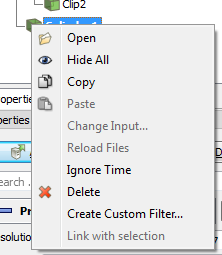 Clip2
Open
Hide All
Copy
Paste
Change Input...
Reload Files
Ignore Time
Delete
Create Custom Filter...
Link with selection